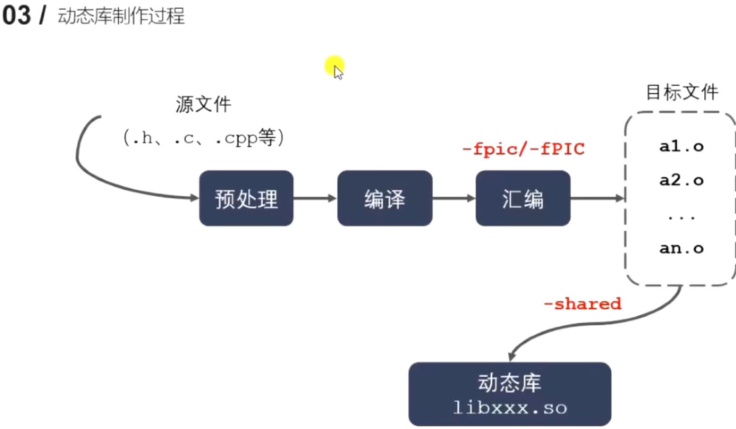 03 / 动态库制作过程
源文件
(.h、.c、.cpp等)
预处理
编译
-fpic/-fPIC
汇编
目标文件
a1.o
a2.o
...
an.o
-shared
动态库
libxxx.so